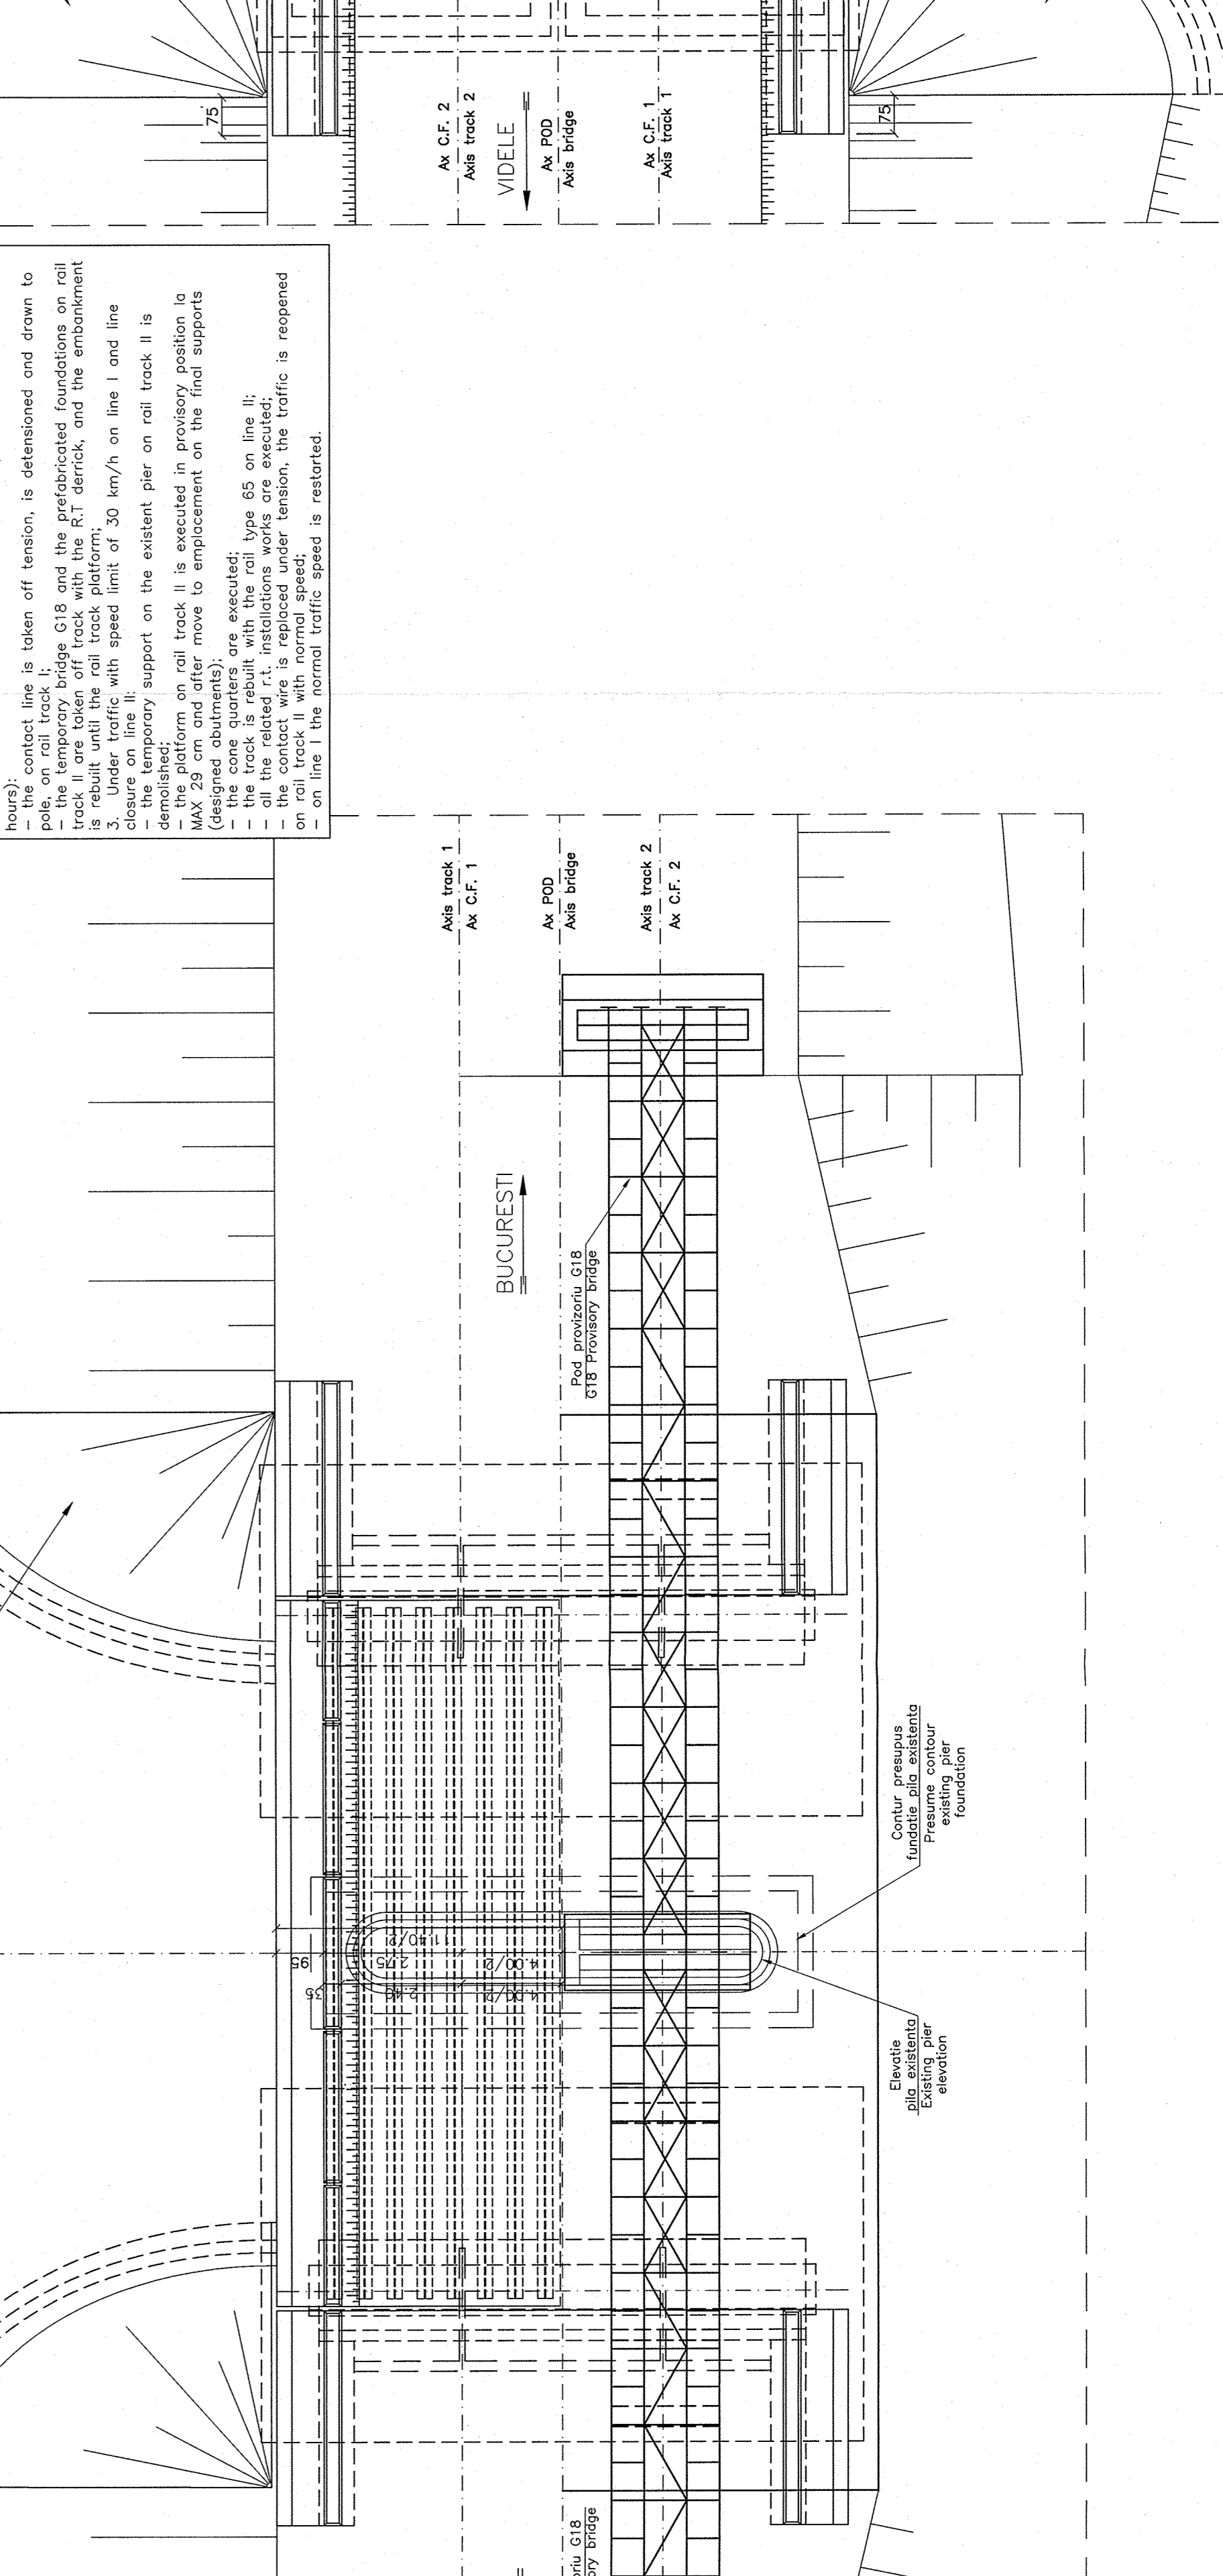 hours):
– the contact line is taken off tension, is detensioned and drawn to
pole, on rail track I;
– the temporary bridge G18 and the prefabricated foundations on rail
track II are taken off track with the R.T derrick, and the embankment
is rebuilt until the rail track platform;
3. Under traffic with speed limit of 30 km/h on line I and line
closure on line II:
– the temporary support on the existent pier on rail track II is
demolished;
– the platform on rail track II is executed in provisory position la
MAX 29 cm and after move to emplacement on the final supports
(designed abutments);
– the cone quarters are executed;
– the track is rebuilt with the rail type 65 on line II;
– all the related r.t. installations works are executed;
– the contact wire is replaced under tension, the traffic is reopened
on rail track II with normal speed;
– on line I the normal traffic speed is restarted.
75
Ax C.F. 2
Axis track 2
VIDELE
Ax POD
Axis bridge
Ax C.F. 1
Axis track 1
75
Axis track 1
Ax C.F. 1
Ax POD
Axis bridge
Axis track 2
Ax C.F. 2
BUCURESTI
Pod provizoriu G18
G18 Provisory bridge
95
2.75
11.40/2
4.00/2
35
2.40
4.00/2
Contur presupus
fundatie pila existenta
Presume contour
existing pier
foundation
Elevatie
pila existenta
Existing pier
elevation
riu G18
ory bridge